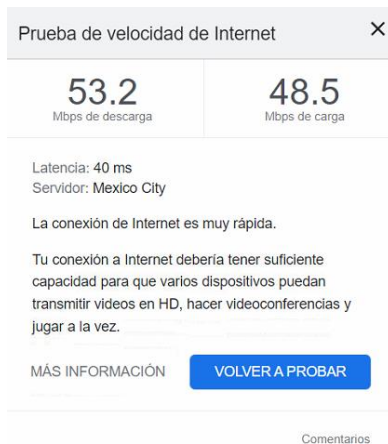 Prueba de velocidad de Internet
53.2 48.5
Mbps de descarga Mbps de carga
Latencia: 40 ms
Servidor: Mexico City
La conexión de Internet es muy rápida.
Tu conexión a Internet debería tener suficiente
capacidad para que varios dispositivos puedan
transmitir videos en HD, hacer videoconferencias y
jugar a la vez.
MÁS INFORMACIÓN VOLVER A PROBAR
Comentarios